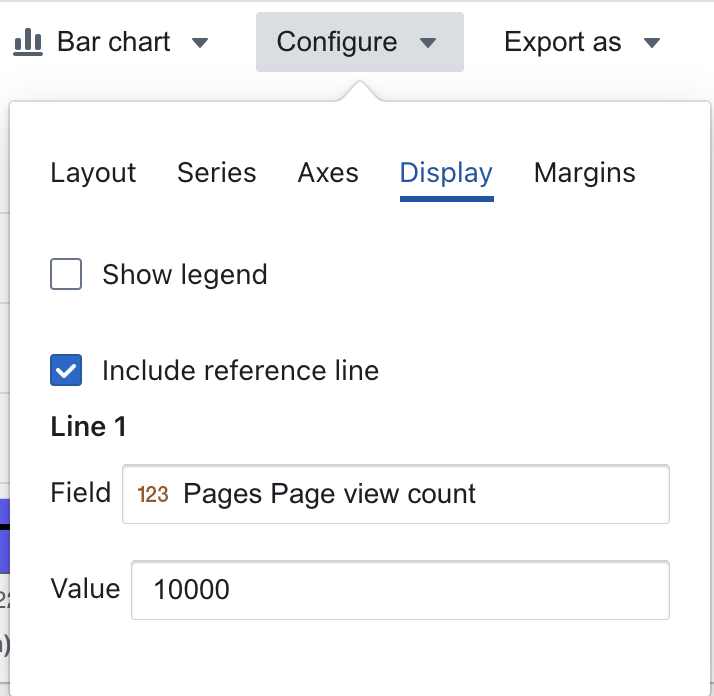 Bar chart Configure Export as
Layout Series Axes Display Margins
Show legend
Include reference line
Line 1
Field 123 Pages Page view count
Value 10000